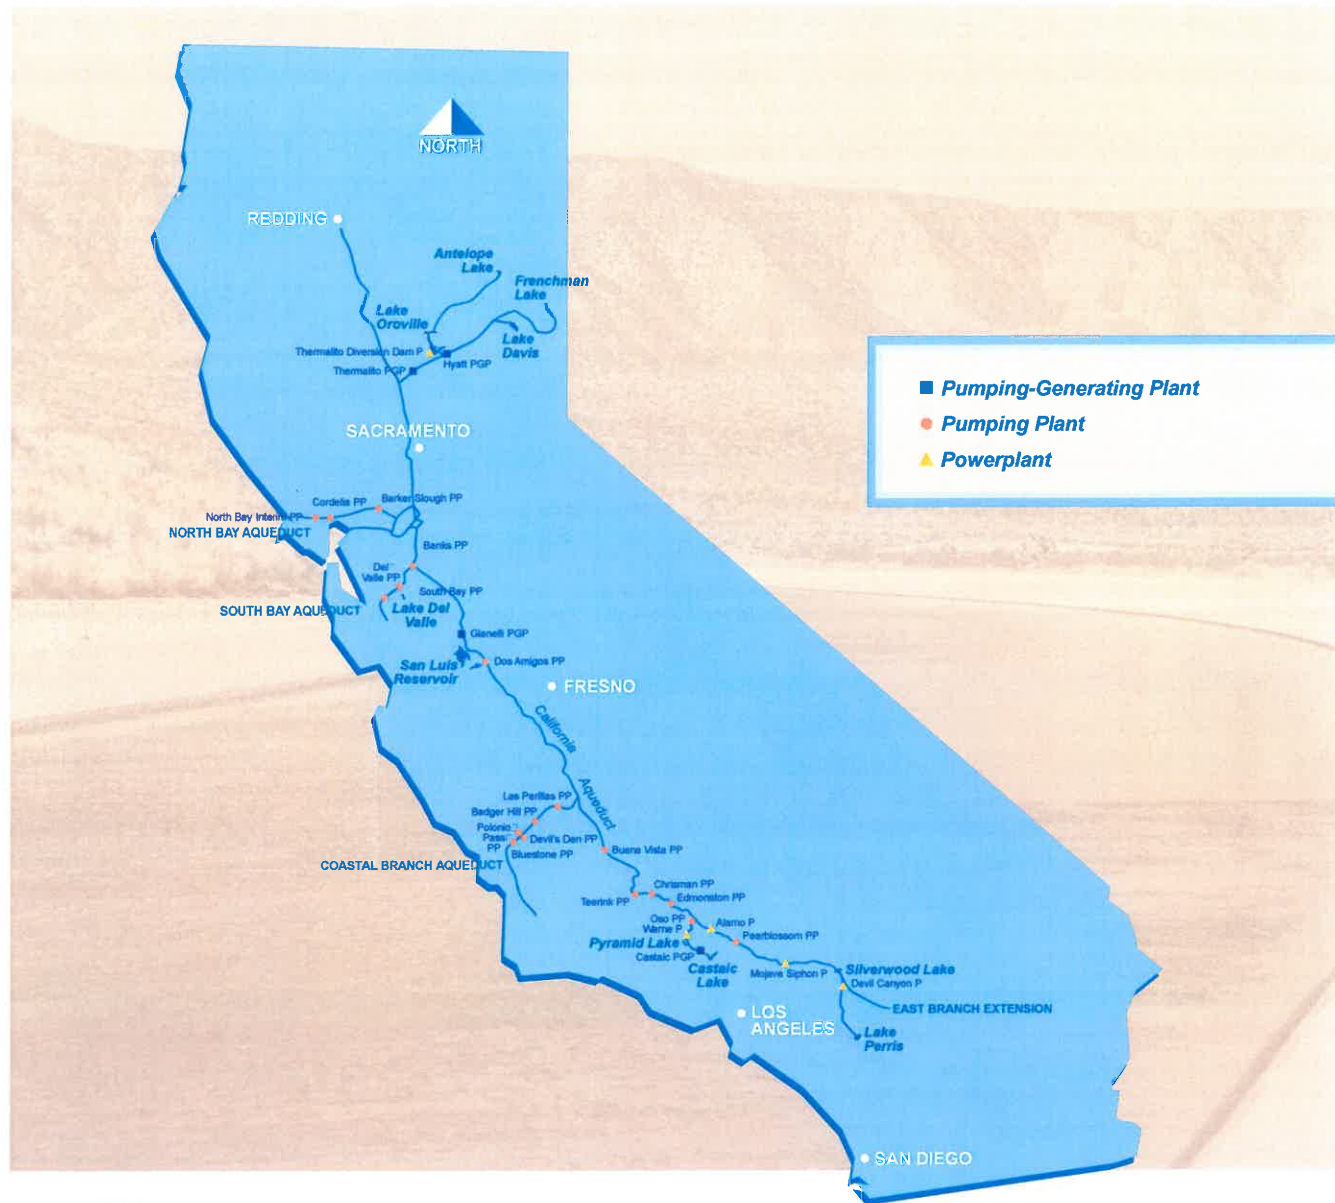 NORTH
REDDING
Antelope
Lake
Frenchman
Lake
Lake
Oroville
Lake
Davis
Thermalito Diversion Dam P
Hyatt PGP
Thermalito PGP
Pumping-Generating Plant
Pumping Plant
Powerplant
SACRAMENTO
Cordelia PP
Barker Slough PP
North Bay Interim PP
NORTH BAY AQUEDUCT
Banks PP
Del
Valle PP
South Bay PP
SOUTH BAY AQUEDUCT
Lake Del
Valle
Gianelli PGP
San Luis
Reservoir
Dos Amigos PP
FRESNO
California
Aqueduct
Las Perillas PP
Badger Hill PP
Polonio
Pass
PP
Devil's Den PP
Bluestone PP
COASTAL BRANCH AQUEDUCT
Buena Vista PP
Chrisman PP
Teerink PP
Edmonston PP
Oso PP
Alamo P
Warne P
Pearblossom PP
Pyramid Lake
Castaic PGP
Castaic
Lake
Mojave Siphon P
Silverwood Lake
Devil Canyon P
EAST BRANCH EXTENSION
LOS
ANGELES
Lake
Perris
SAN DIEGO